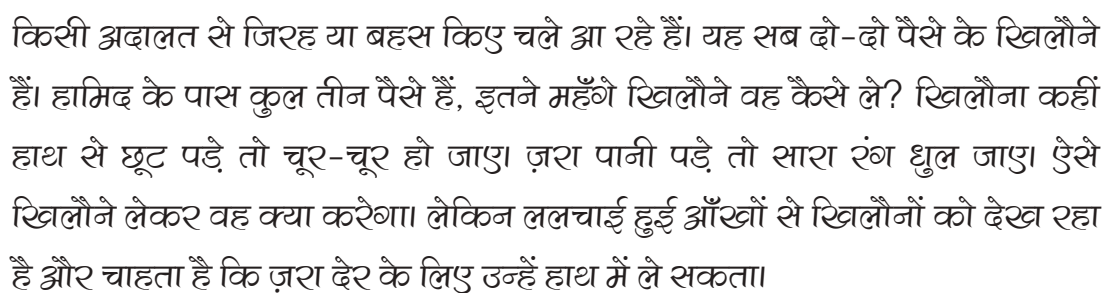 किसी अदालत से जिरह या बहस किए चले आ रहे हैं। यह सब दो-दो पैसे के खिलौने
हैं। हामिद के पास कुल तीन पैसे हैं, इतने महँगे खिलौने वह कैसे ले? खिलौना कहीं
हाथ से छूट पड़े तो चूर-चूर हो जाए। ज़रा पानी पड़े तो सारा रंग धुल जाए। ऐसे
खिलौने लेकर वह क्या करेगा। लेकिन ललचाई हुई आँखों से खिलौनों को देख रहा
है और चाहता है कि ज़रा देर के लिए उन्हें हाथ में ले सकता।